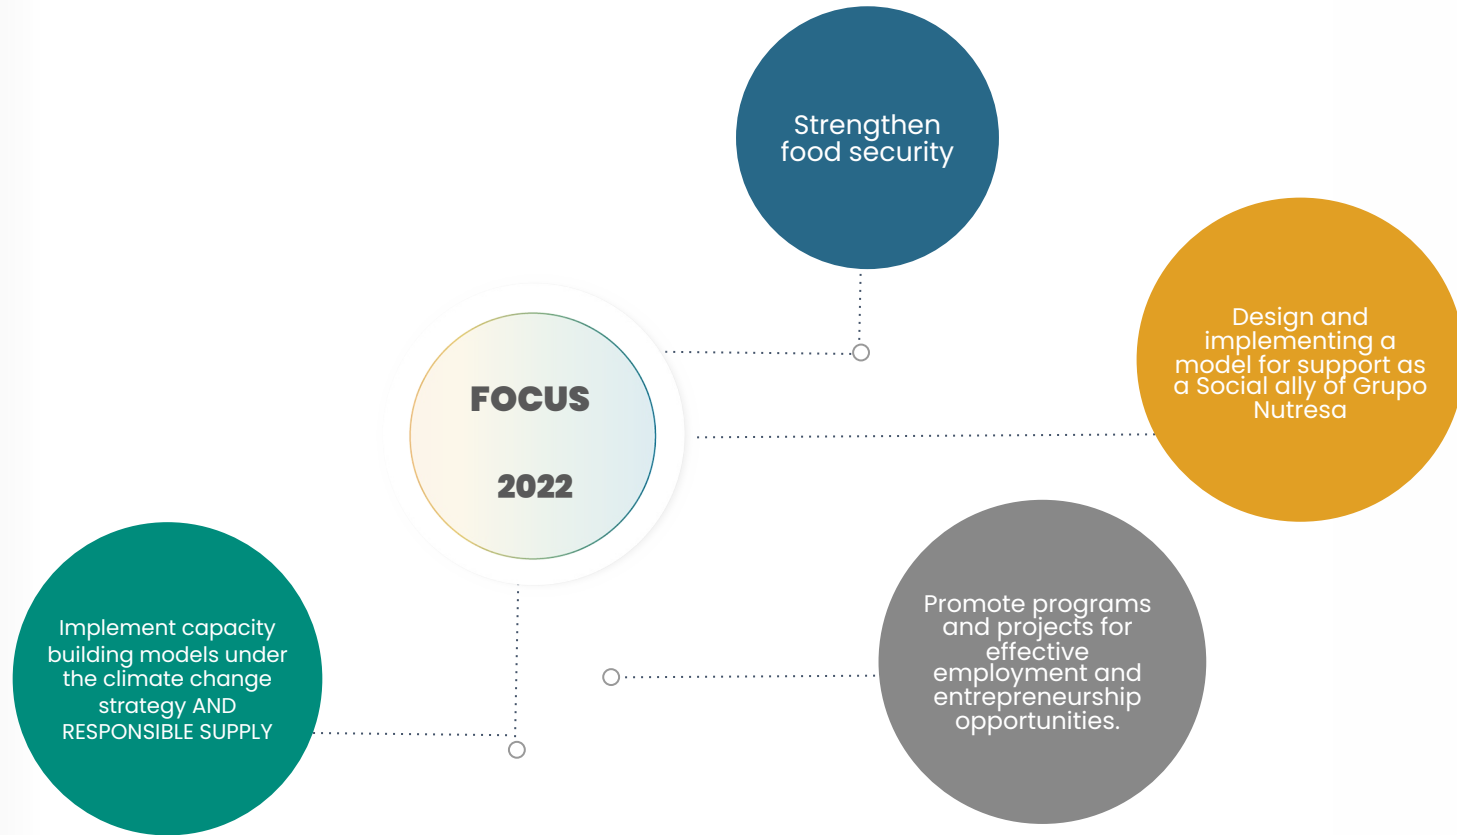 Strengthen
food security
Design and
implementing a
model for support as
a Social ally of Grupo
Nutresa
FOCUS
2022
Promote programs
and projects for
effective
employment and
entrepreneurship
opportunities.
Implement capacity
building models under
the climate change
strategy AND
RESPONSIBLE SUPPLY